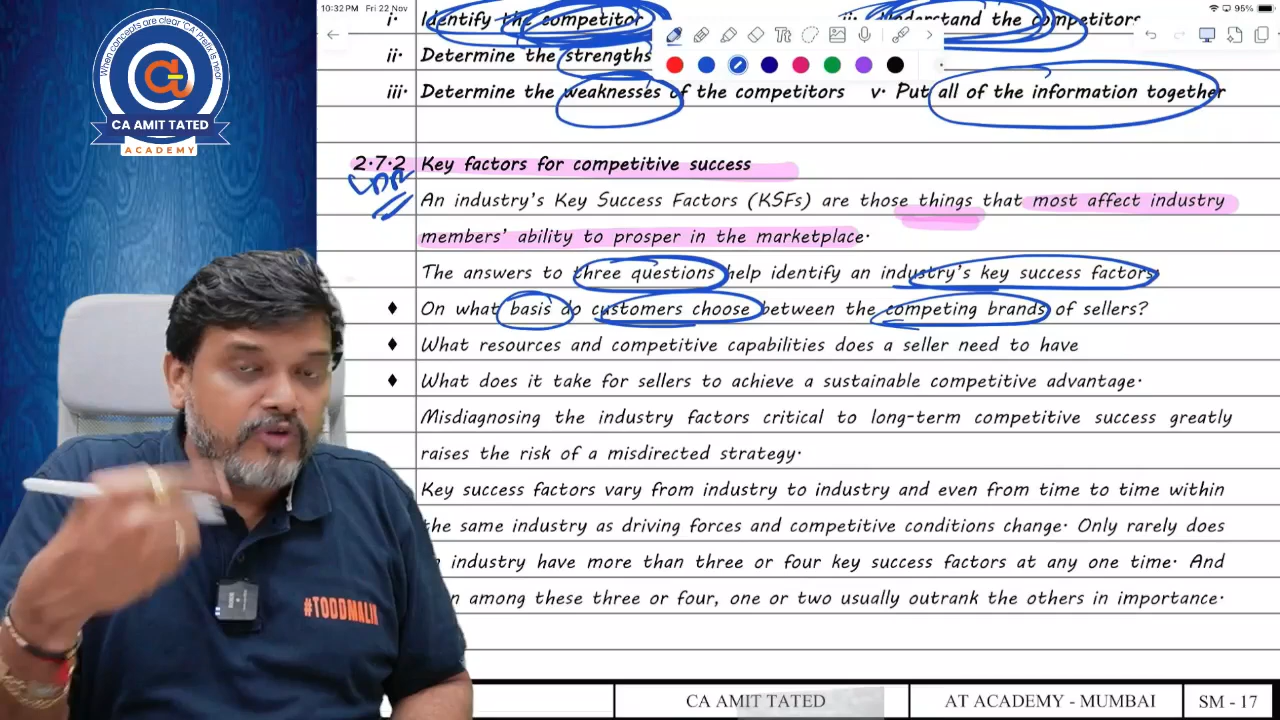 10:32 PM Fri 22 Nov
95%
When concepts are clear 'CA' Prefix is near
CA AMIT TATED
ACADEMY
i. Identify the competitor
the competitors
ii. Determine the strengths
Tt
iii. Determine the weaknesses of the competitors v. Put all of the information together
2.7.2 Key factors for competitive success
An industry's Key Success Factors (KSFs) are those things that most affect industry
members' ability to prosper in the marketplace.
The answers to three questions help identify an industry's key success factors
♦ On what basis do customers choose between the competing brands of sellers?
♦ What resources and competitive capabilities does a seller need to have
♦ What does it take for sellers to achieve a sustainable competitive advantage.
Misdiagnosing the industry factors critical to long-term competitive success greatly
raises the risk of a misdirected strategy.
Key success factors vary from industry to industry and even from time to time within
the same industry as driving forces and competitive conditions change. Only rarely does
industry have more than three or four key success factors at any one time. And
among these three or four, one or two usually outrank the others in importance.
CA AMIT TATED AT ACADEMY - MUMBAI SM - 17